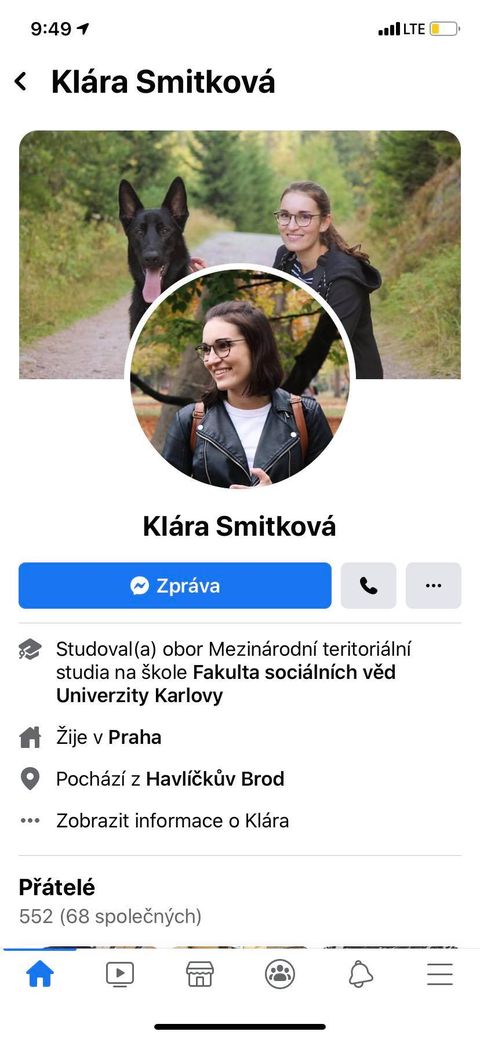 9:49
LTE
Klára Smitková
Klára Smitková
Zpráva
Studoval(a) obor Mezinárodní teritoriální
studia na škole Fakulta sociálních věd
Univerzity Karlovy
Žije v Praha
Pochází z Havlíčkův Brod
Zobrazit informace o Klára
Přátelé
552 (68 společných)